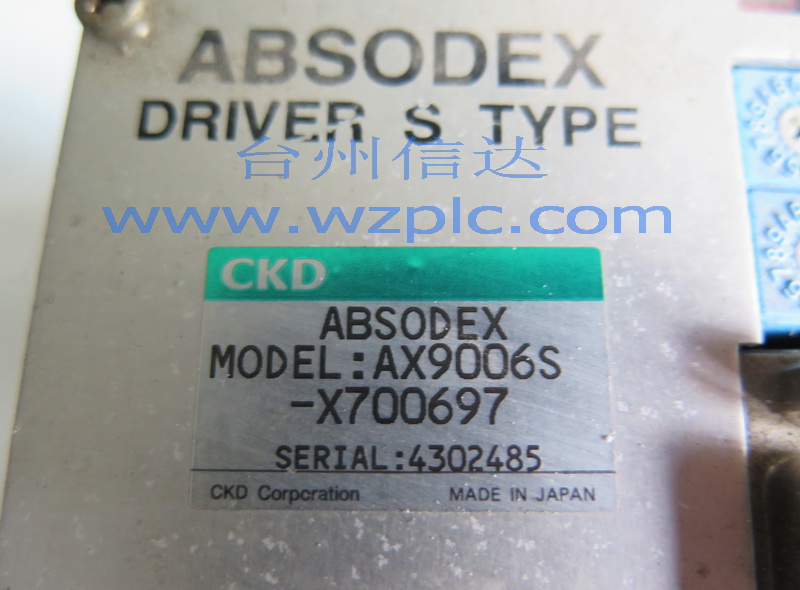 ABSODEX
DRIVER S TYPE
台州信达
www.wzplc.com
CKD
ABSODEX
MODEL:AX9006S
-X700697
SERIAL:4302485
CKD Corporation
MADE IN JAPAN